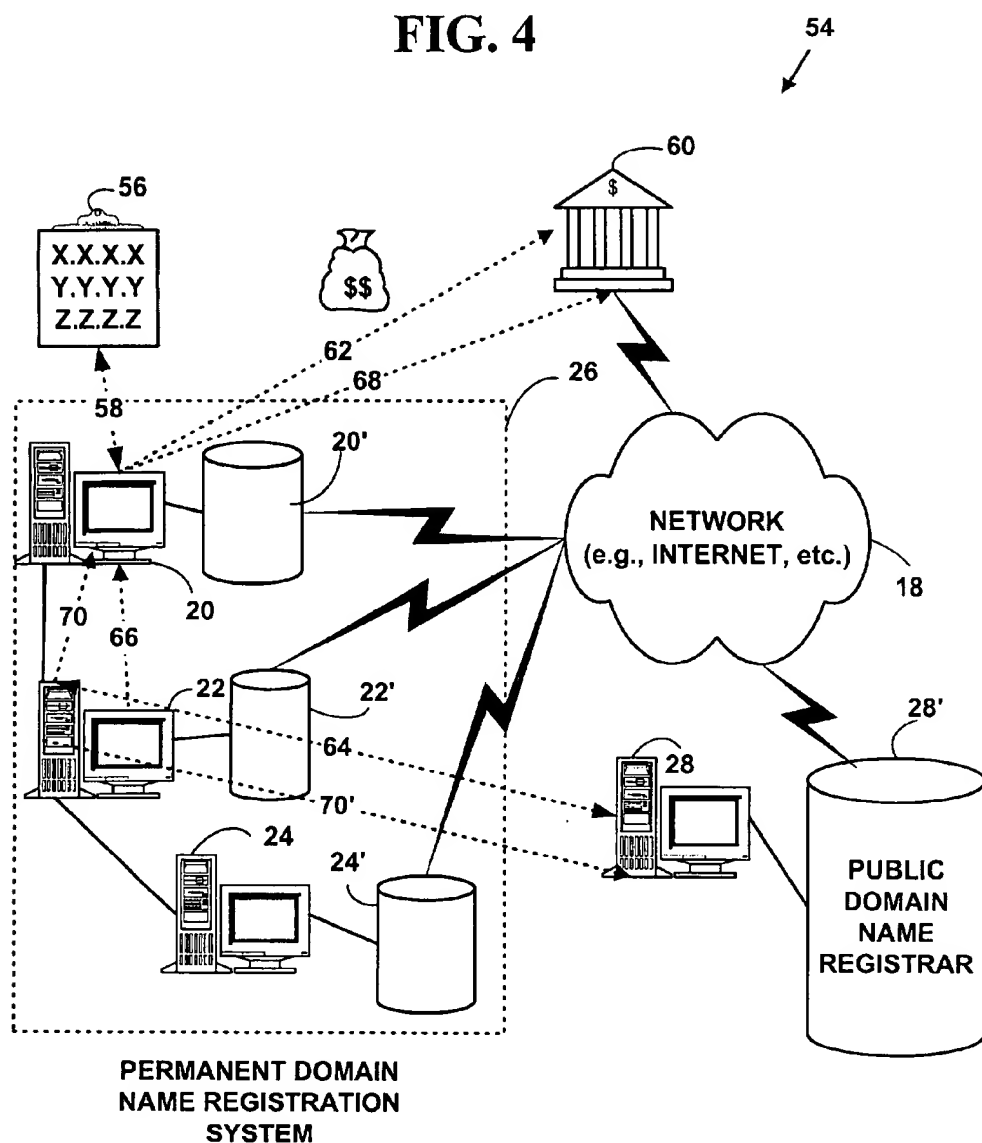 FIG. 4
54
60
$
56
X.X.X.X
Y.Y.Y.Y
Z.Z.Z.Z
$$
62
68
58
26
20'
NETWORK
(e.g., INTERNET, etc.)
18
20
70
66
22
22'
28'
64
28
70'
24
24'
PUBLIC
DOMAIN
NAME
REGISTRAR
PERMANENT DOMAIN
NAME REGISTRATION
SYSTEM